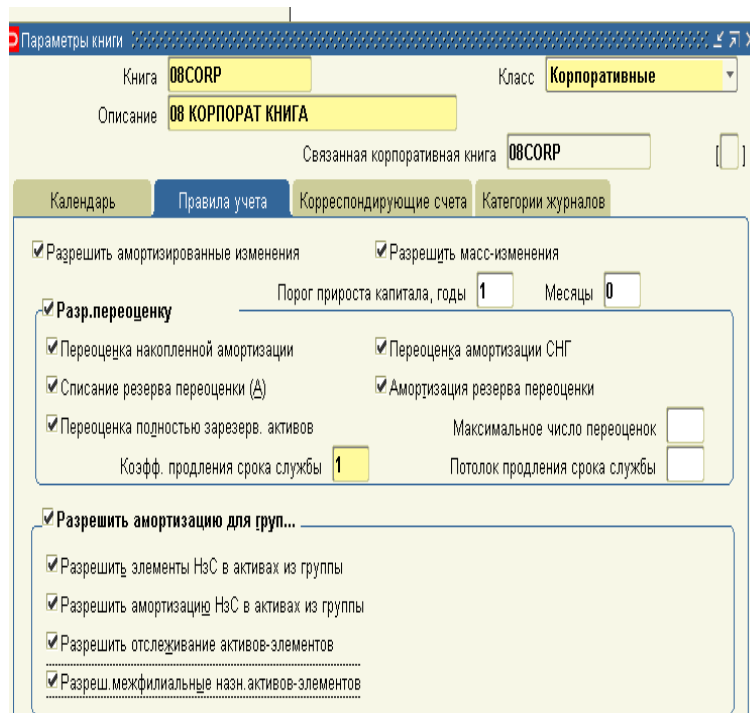 Параметры книги
Книга 08CORP Класс Корпоративные
Описание 08 КОРПОРАТ КНИГА
Связанная корпоративная книга 08CORP [ ]
Календарь Правила учета Корреспондирующие счета Категории журналов
Разрешить амортизированные изменения Разрешить масс-изменения
Порог прироста капитала, годы 1 Месяцы 0
Разр.переоценку
Переоценка накопленной амортизации Переоценка амортизации СНГ
Списание резерва переоценки (А) Амортизация резерва переоценки
Переоценка полностью зарезерв. активов Максимальное число переоценок
Коэфф. продления срока службы 1 Потолок продления срока службы
Разрешить амортизацию для груп...
Разрешить элементы НзС в активах из группы
Разрешить амортизацию НзС в активах из группы
Разрешить отслеживание активов-элементов
Разреш.межфилиальные назн.активов-элементов